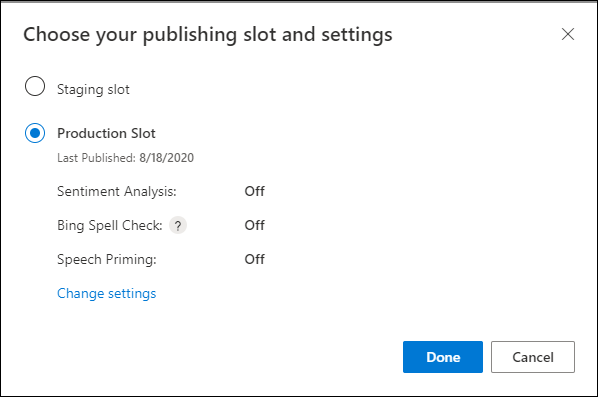 Choose your publishing slot and settings
Staging slot
Production Slot
Last Published: 8/18/2020
Sentiment Analysis: Off
Bing Spell Check: ? Off
Speech Priming: Off
Change settings
Done Cancel